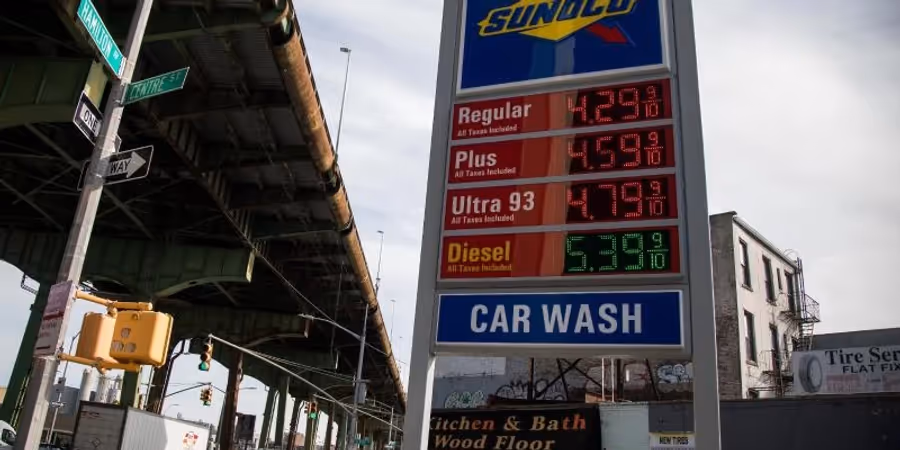 HAMILTON AV
CENTRE ST
ONE
WAY
SUNOCO
Regular
All Taxes Included
4.29 9/10
Plus
All Taxes Included
4.59 9/10
Ultra 93
All Taxes Included
4.79 9/10
Diesel
All Taxes Included
5.39 9/10
CAR WASH
Kitchen & Bath
Wood Floor
Tire Ser
FLAT FIX
NEW TIRES